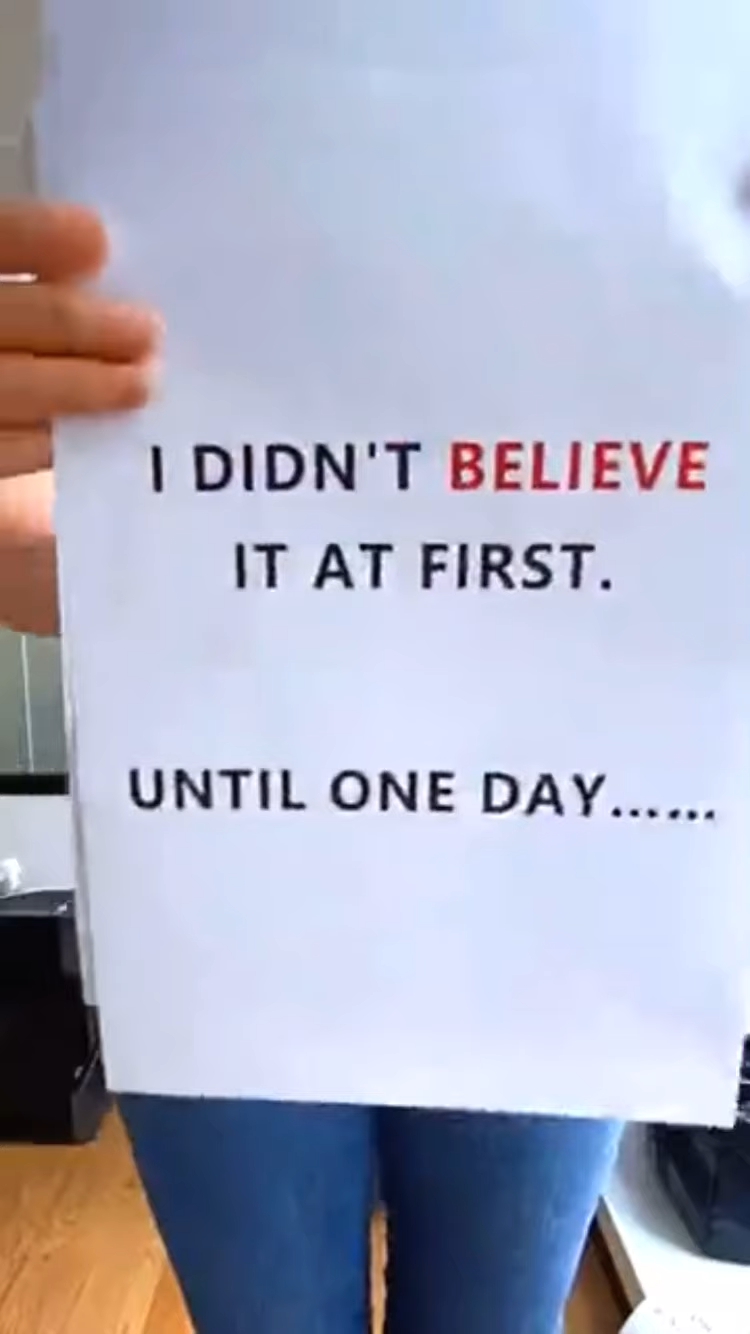 I DIDN'T BELIEVE
IT AT FIRST.
UNTIL ONE DAY......